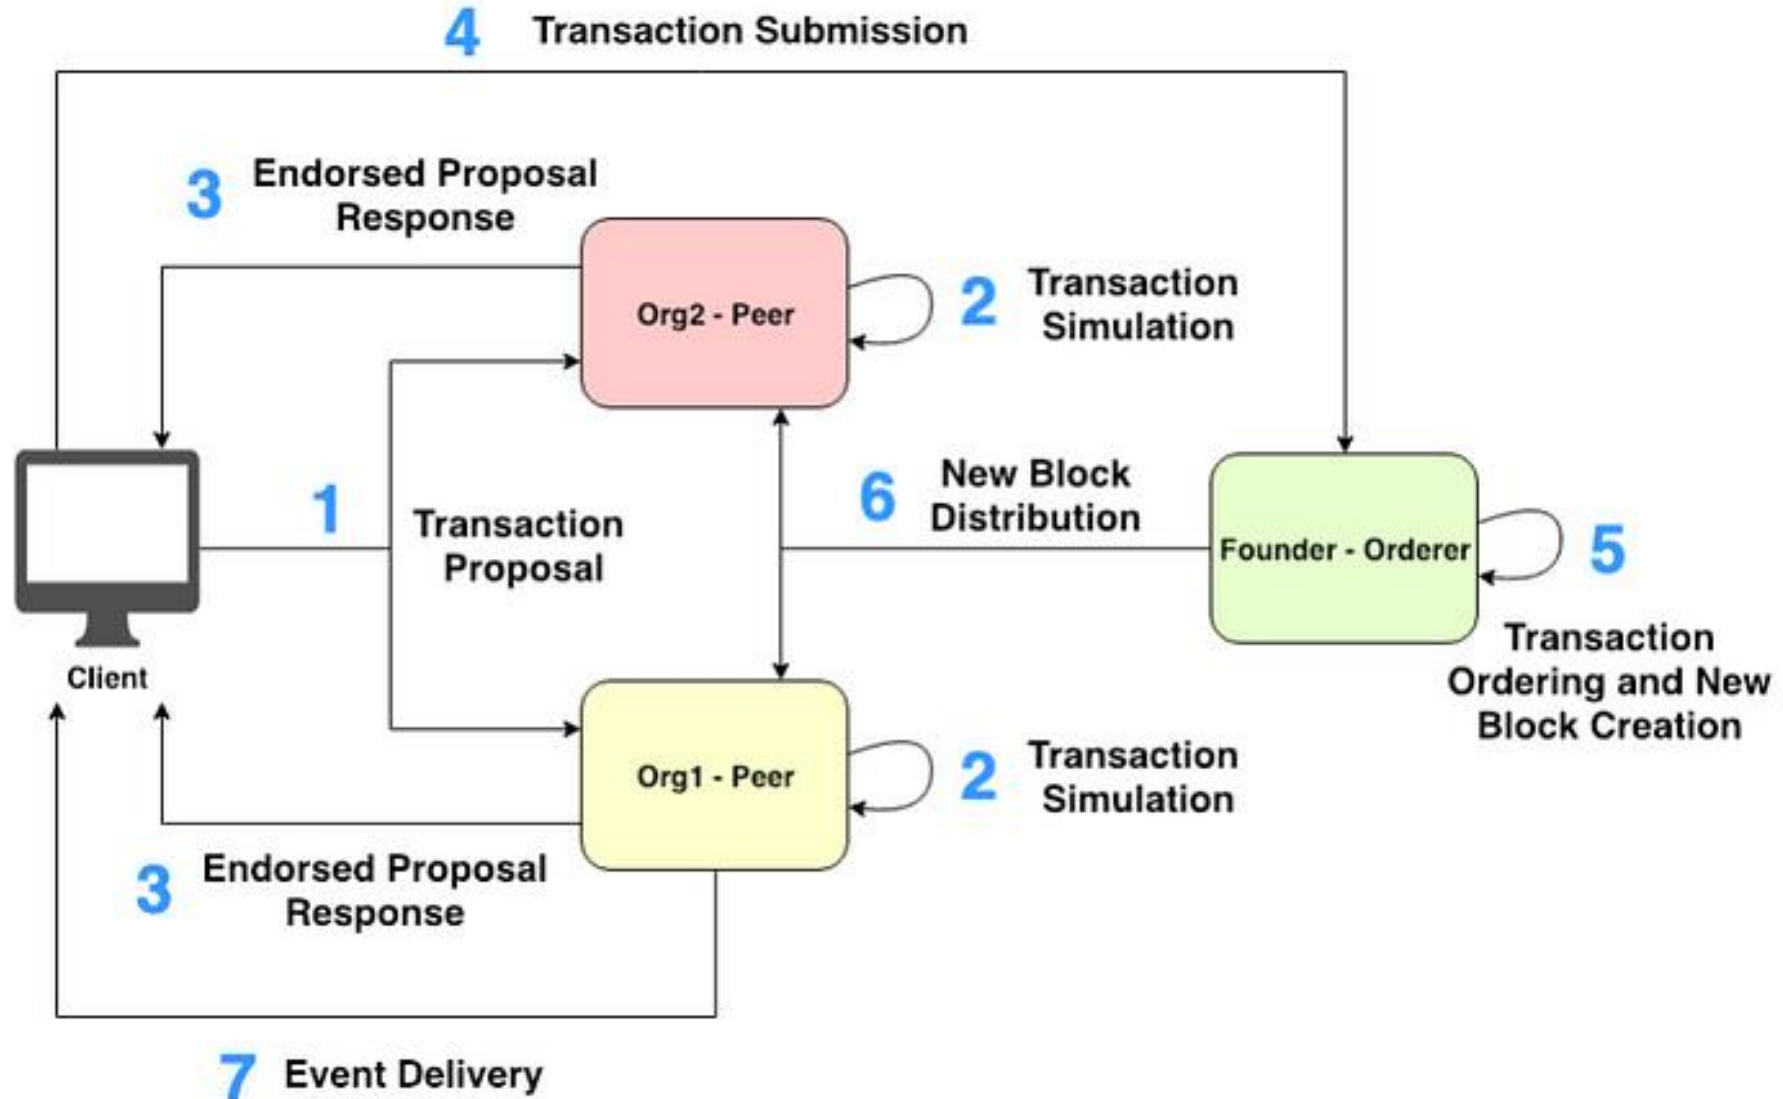 4 Transaction Submission
3 Endorsed Proposal
Response
Org2 - Peer
2 Transaction
Simulation
1 Transaction
Proposal
6 New Block
Distribution
Founder - Orderer
5
Transaction
Ordering and New
Block Creation
Client
Org1 - Peer
2 Transaction
Simulation
3 Endorsed Proposal
Response
7 Event Delivery